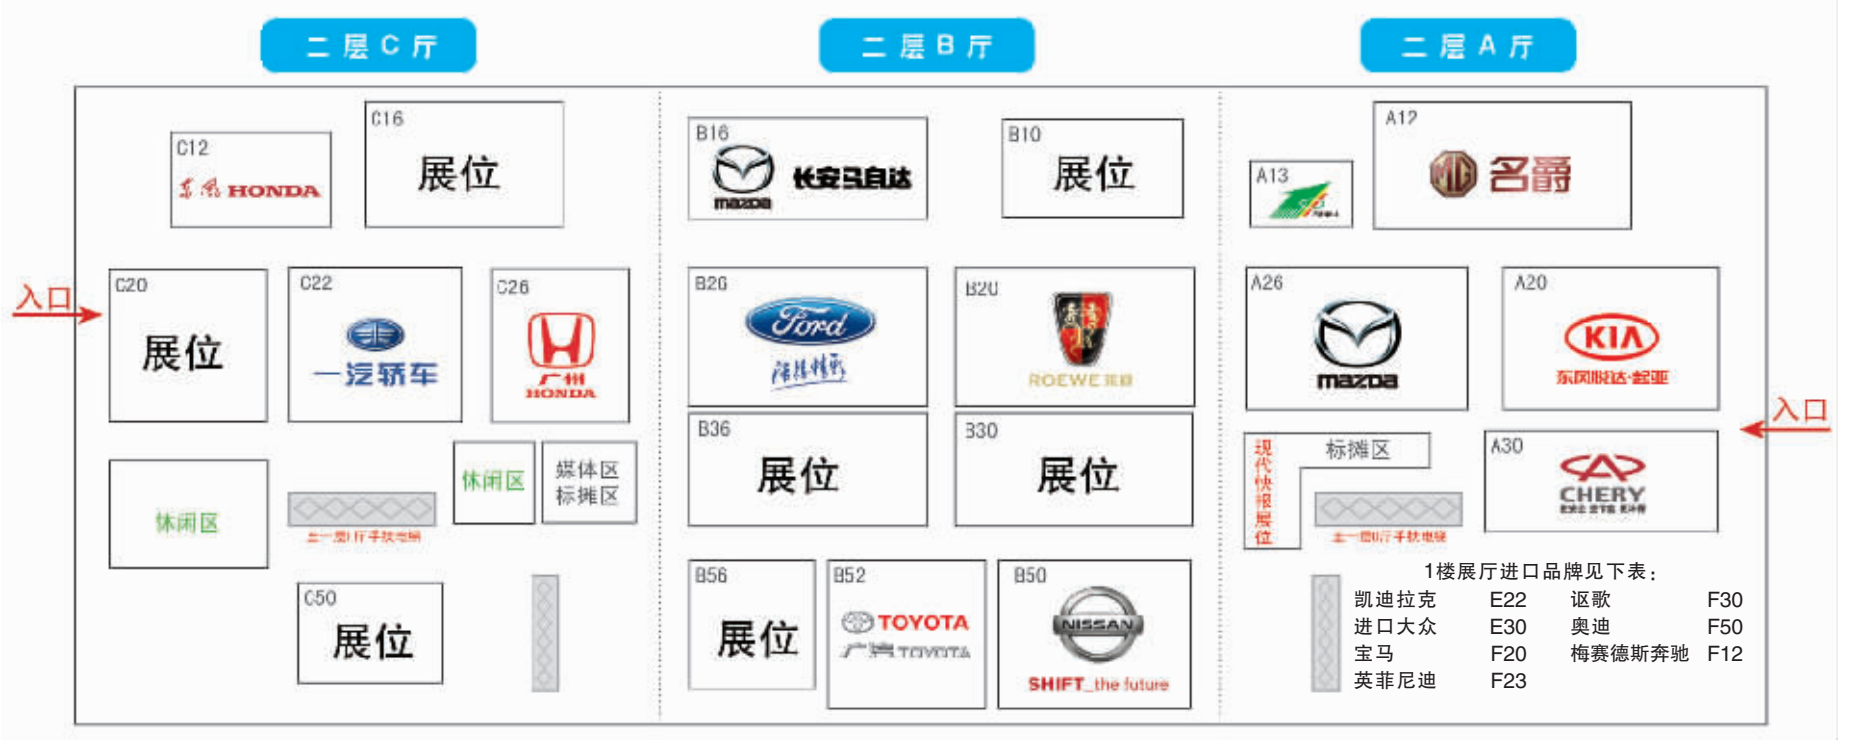 二层C厅
二层B厅
二层A厅
C12
HONDA
C16
展位
B16
mazda
长安马自达
B10
展位
A13
A12
MG 名爵
入口
C20
展位
C22
一汽轿车
C26
广州
HONDA
B26
Ford
B20
ROEWE 荣威
A26
mazda
A20
KIA
东风悦达·起亚
入口
休闲区
休闲区
媒体区
标摊区
B36
展位
B30
展位
现代快报展位
标摊区
A30
CHERY
C50
展位
B56
展位
B52
TOYOTA
广汽TOYOTA
B50
NISSAN
SHIFT_the future
1楼展厅进口品牌见下表：
凯迪拉克 E22 讴歌 F30
进口大众 E30 奥迪 F50
宝马 F20 梅赛德斯奔驰 F12
英菲尼迪 F23